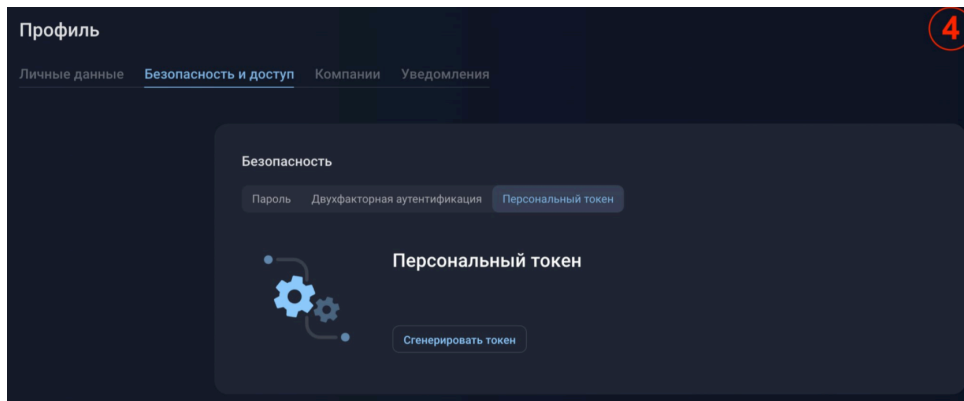 Профиль
4
Личные данные Безопасность и доступ Компании Уведомления
Безопасность
Пароль Двухфакторная аутентификация Персональный токен
Персональный токен
Сгенерировать токен